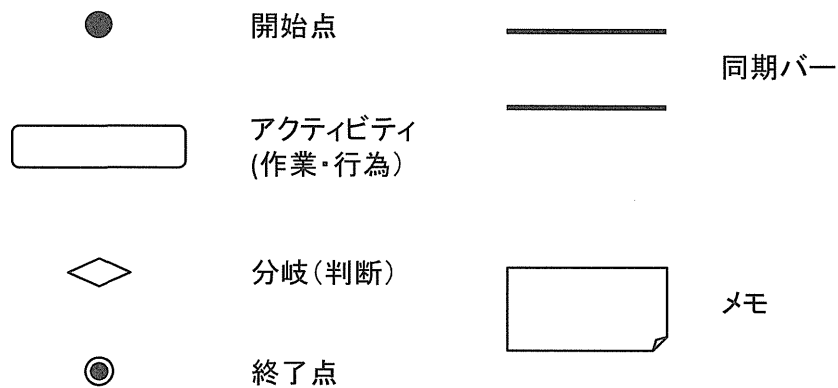 開始点
アクティビティ
(作業・行為)
分岐(判断)
終了点
同期バー
メモ